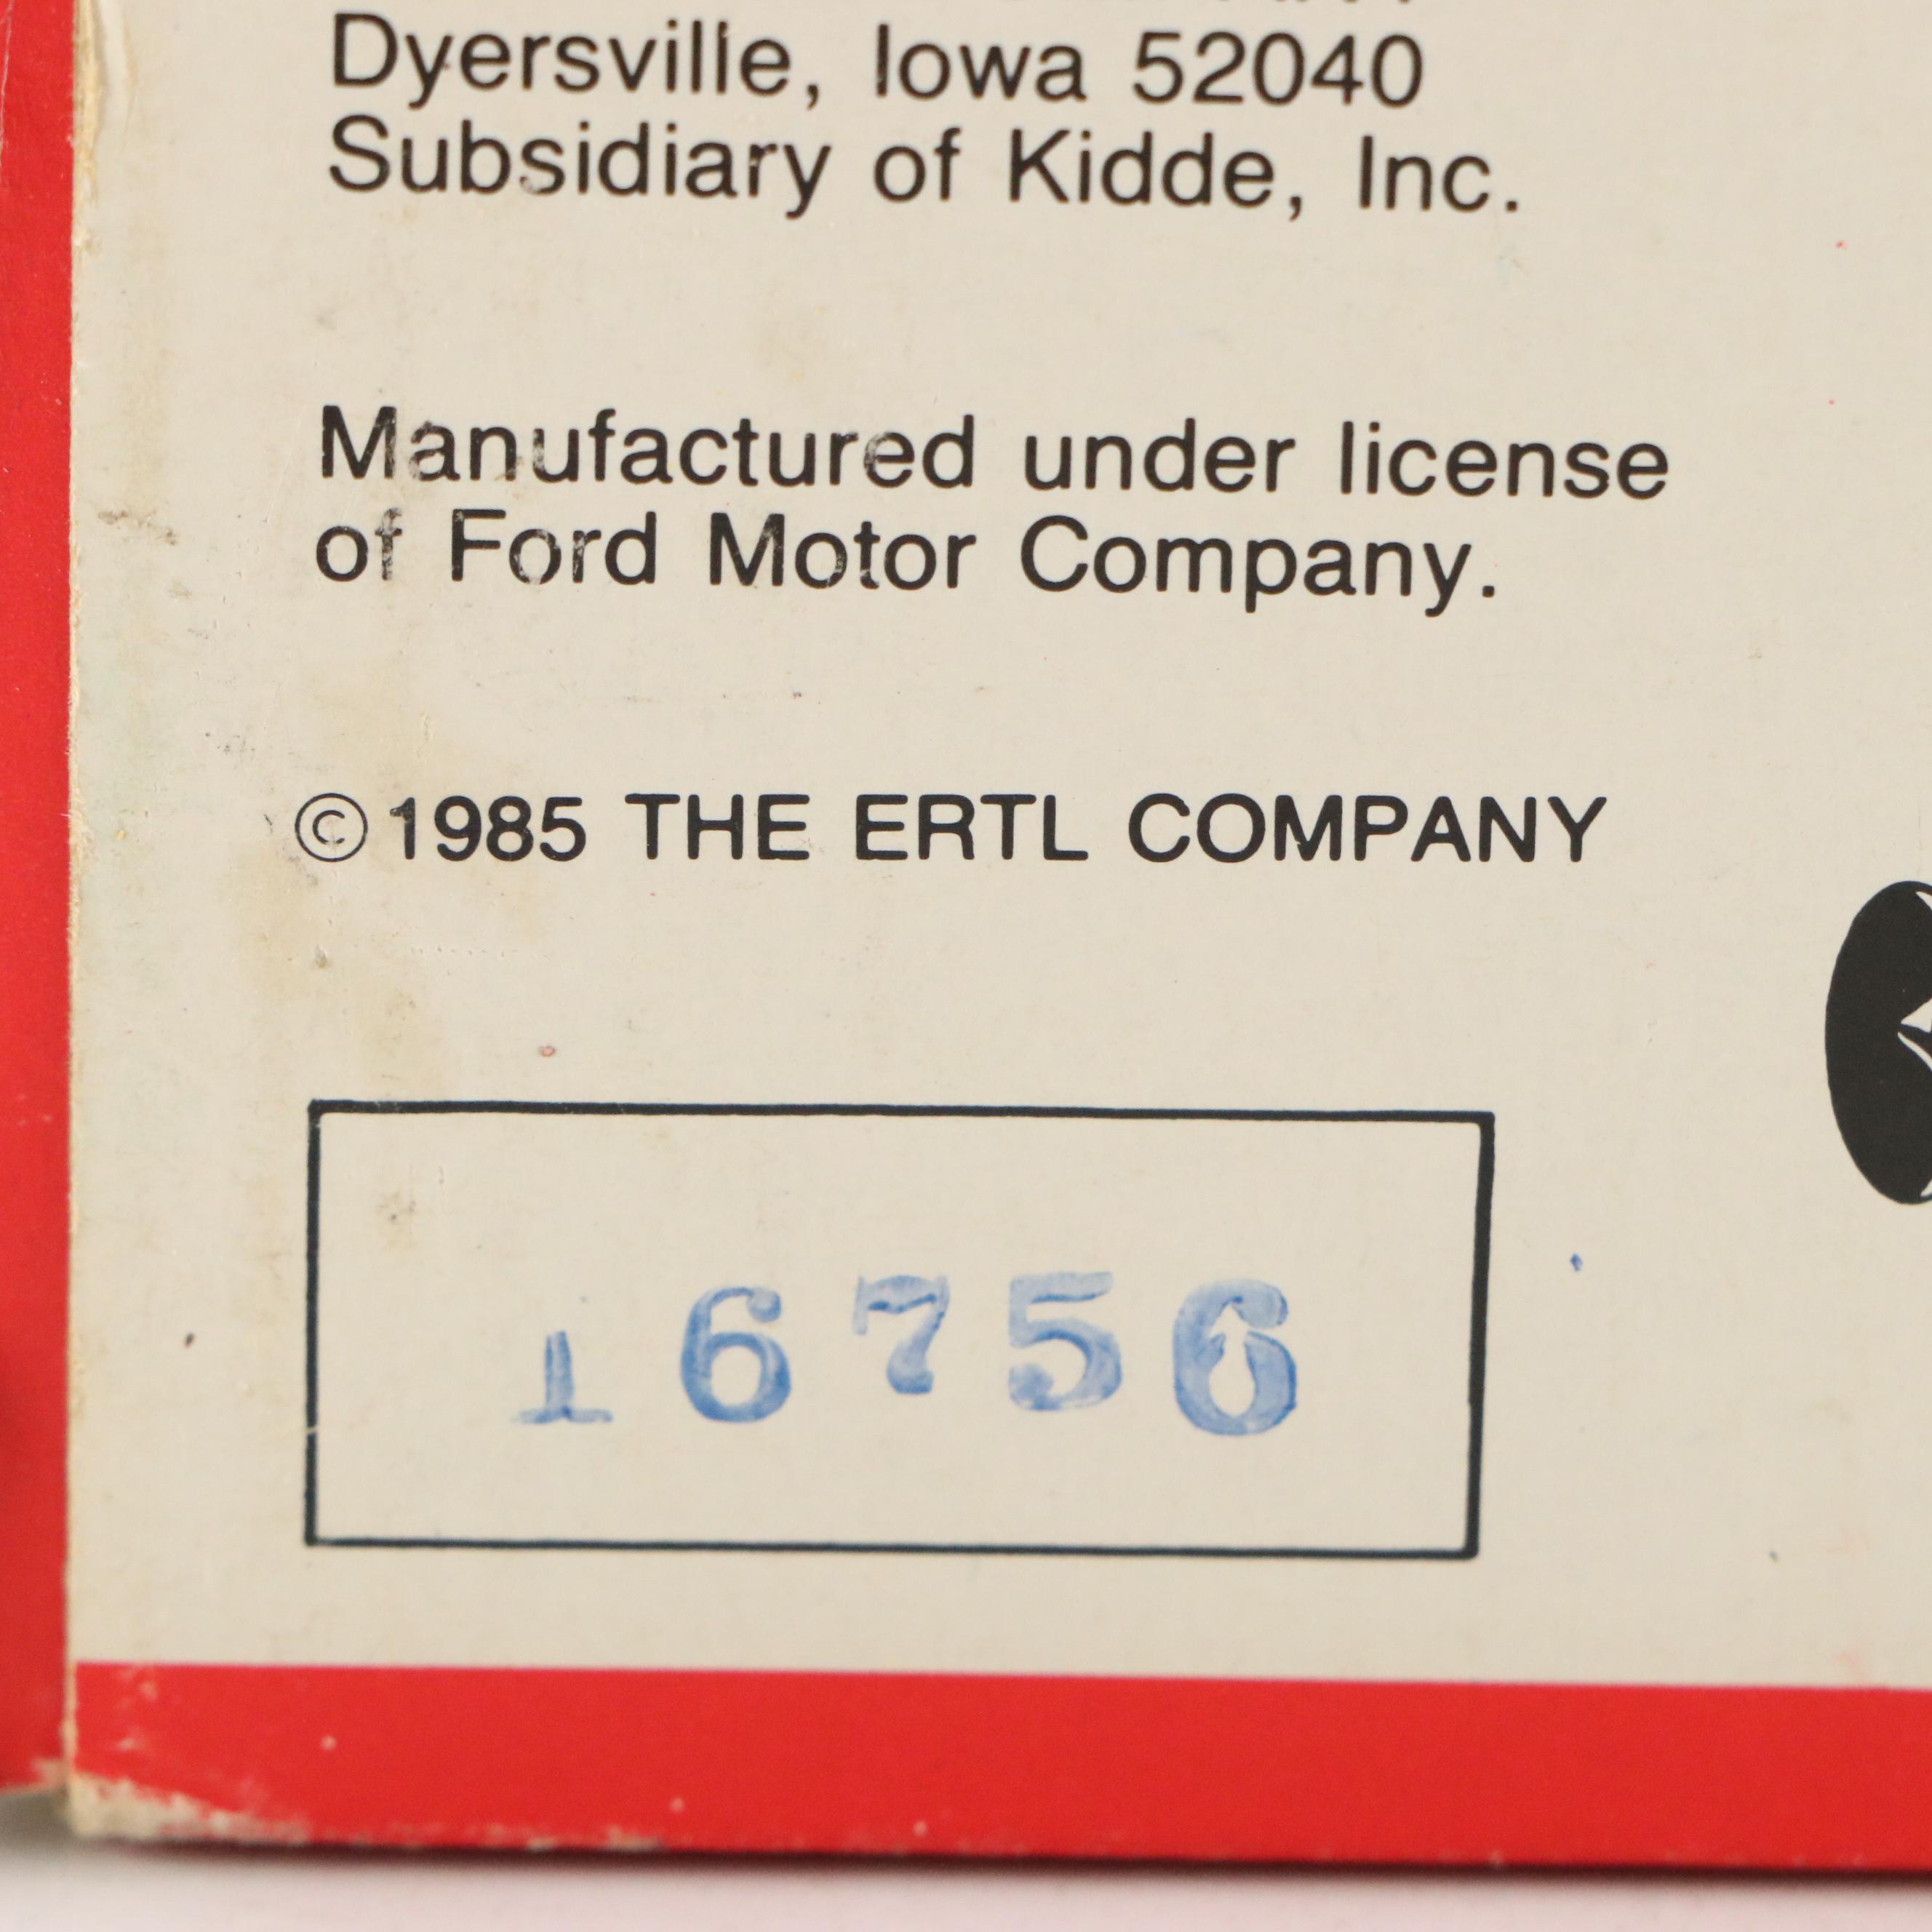 Dyersville, Iowa 52040
Subsidiary of Kidde, Inc.
Manufactured under license
of Ford Motor Company.
©1985 THE ERTL COMPANY
16756